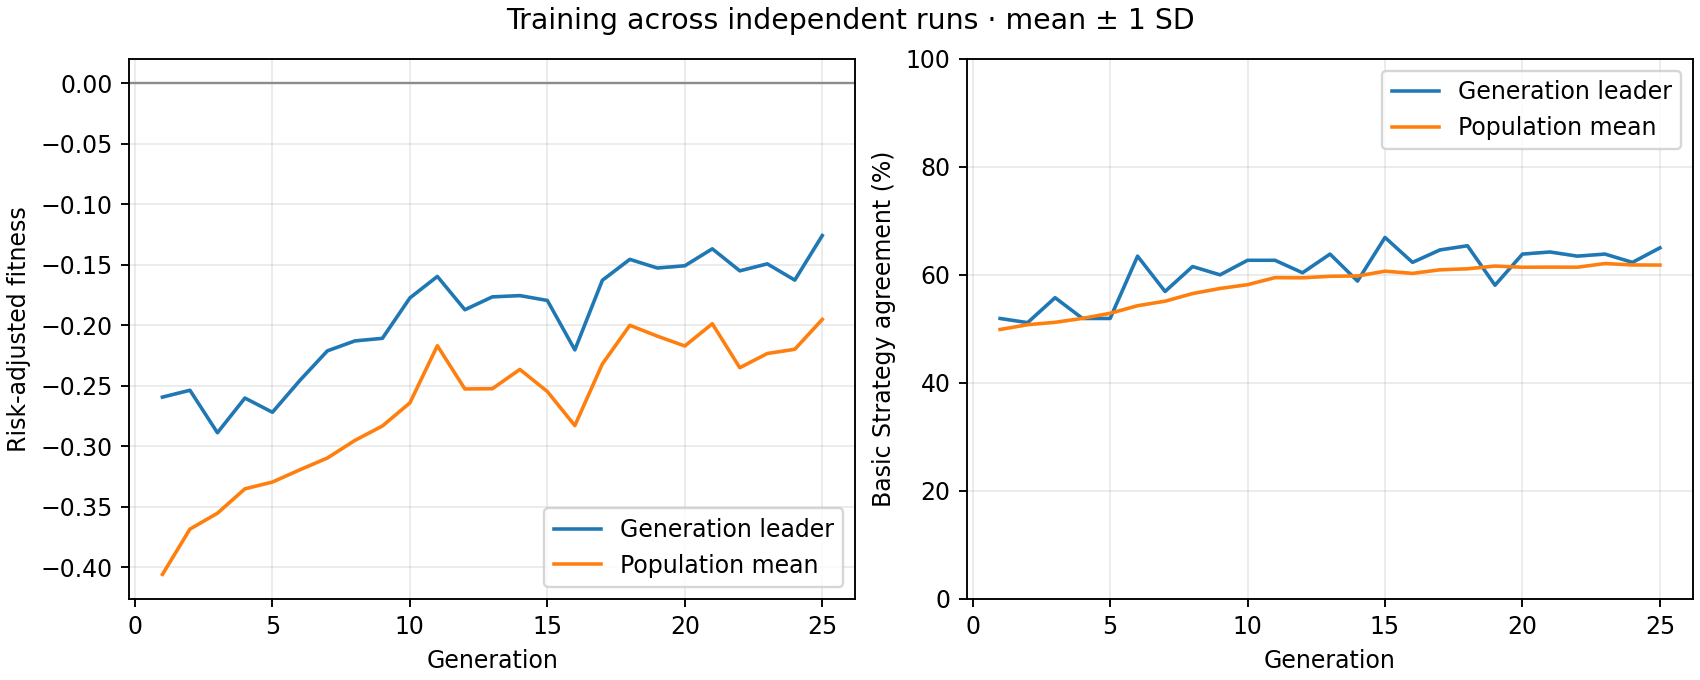 Training across independent runs · mean ± 1 SD
Risk-adjusted fitness
0.00
−0.05
−0.10
−0.15
−0.20
−0.25
−0.30
−0.35
−0.40
Generation leader
Population mean
0 5 10 15 20 25
Generation
Basic Strategy agreement (%)
100
80
60
40
20
0
Generation leader
Population mean
0 5 10 15 20 25
Generation